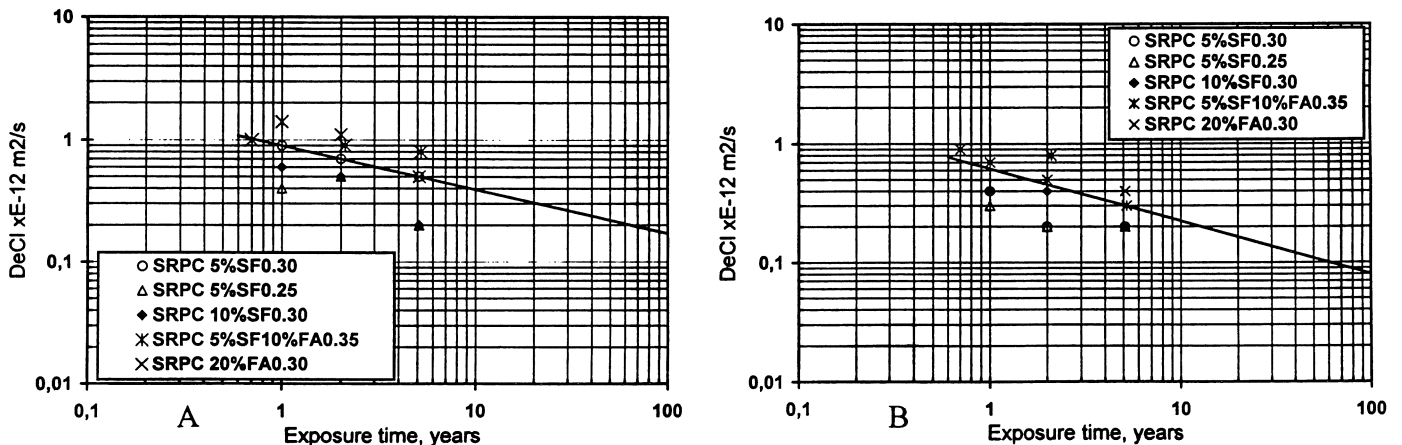 10
1
0,1
0,01
DeCl xE-12 m2/s
SRPC 5%SF0.30
SRPC 5%SF0.25
SRPC 10%SF0.30
SRPC 5%SF10%FA0.35
SRPC 20%FA0.30
0,1
1
10
100
A
Exposure time, years
10
1
0,1
0,01
DeCl xE-12 m2/s
SRPC 5%SF0.30
SRPC 5%SF0.25
SRPC 10%SF0.30
SRPC 5%SF10%FA0.35
SRPC 20%FA0.30
0,1
1
10
100
B
Exposure time, years